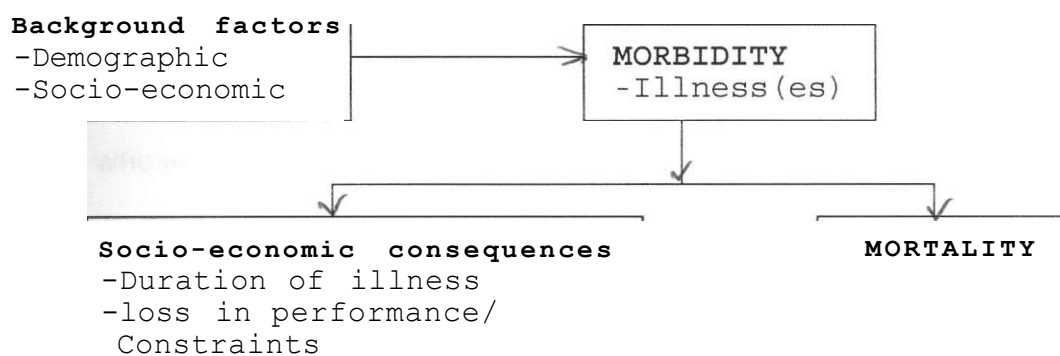 Background factors
-Demographic
-Socio-economic
MORBIDITY
-Illness(es)
Socio-economic consequences
-Duration of illness
-loss in performance/
Constraints
MORTALITY